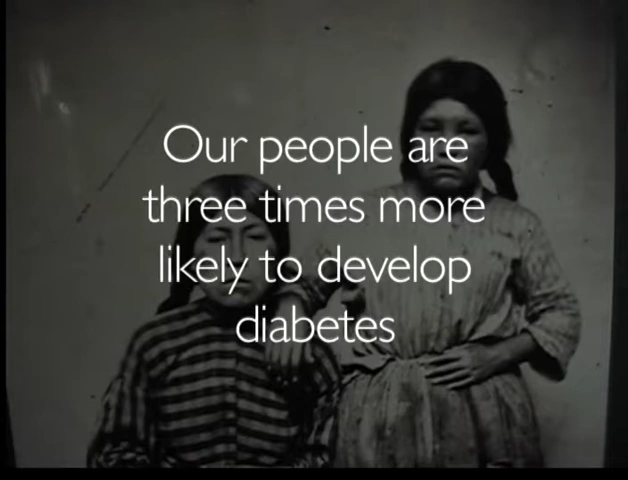 Our people are
three times more
likely to develop
diabetes